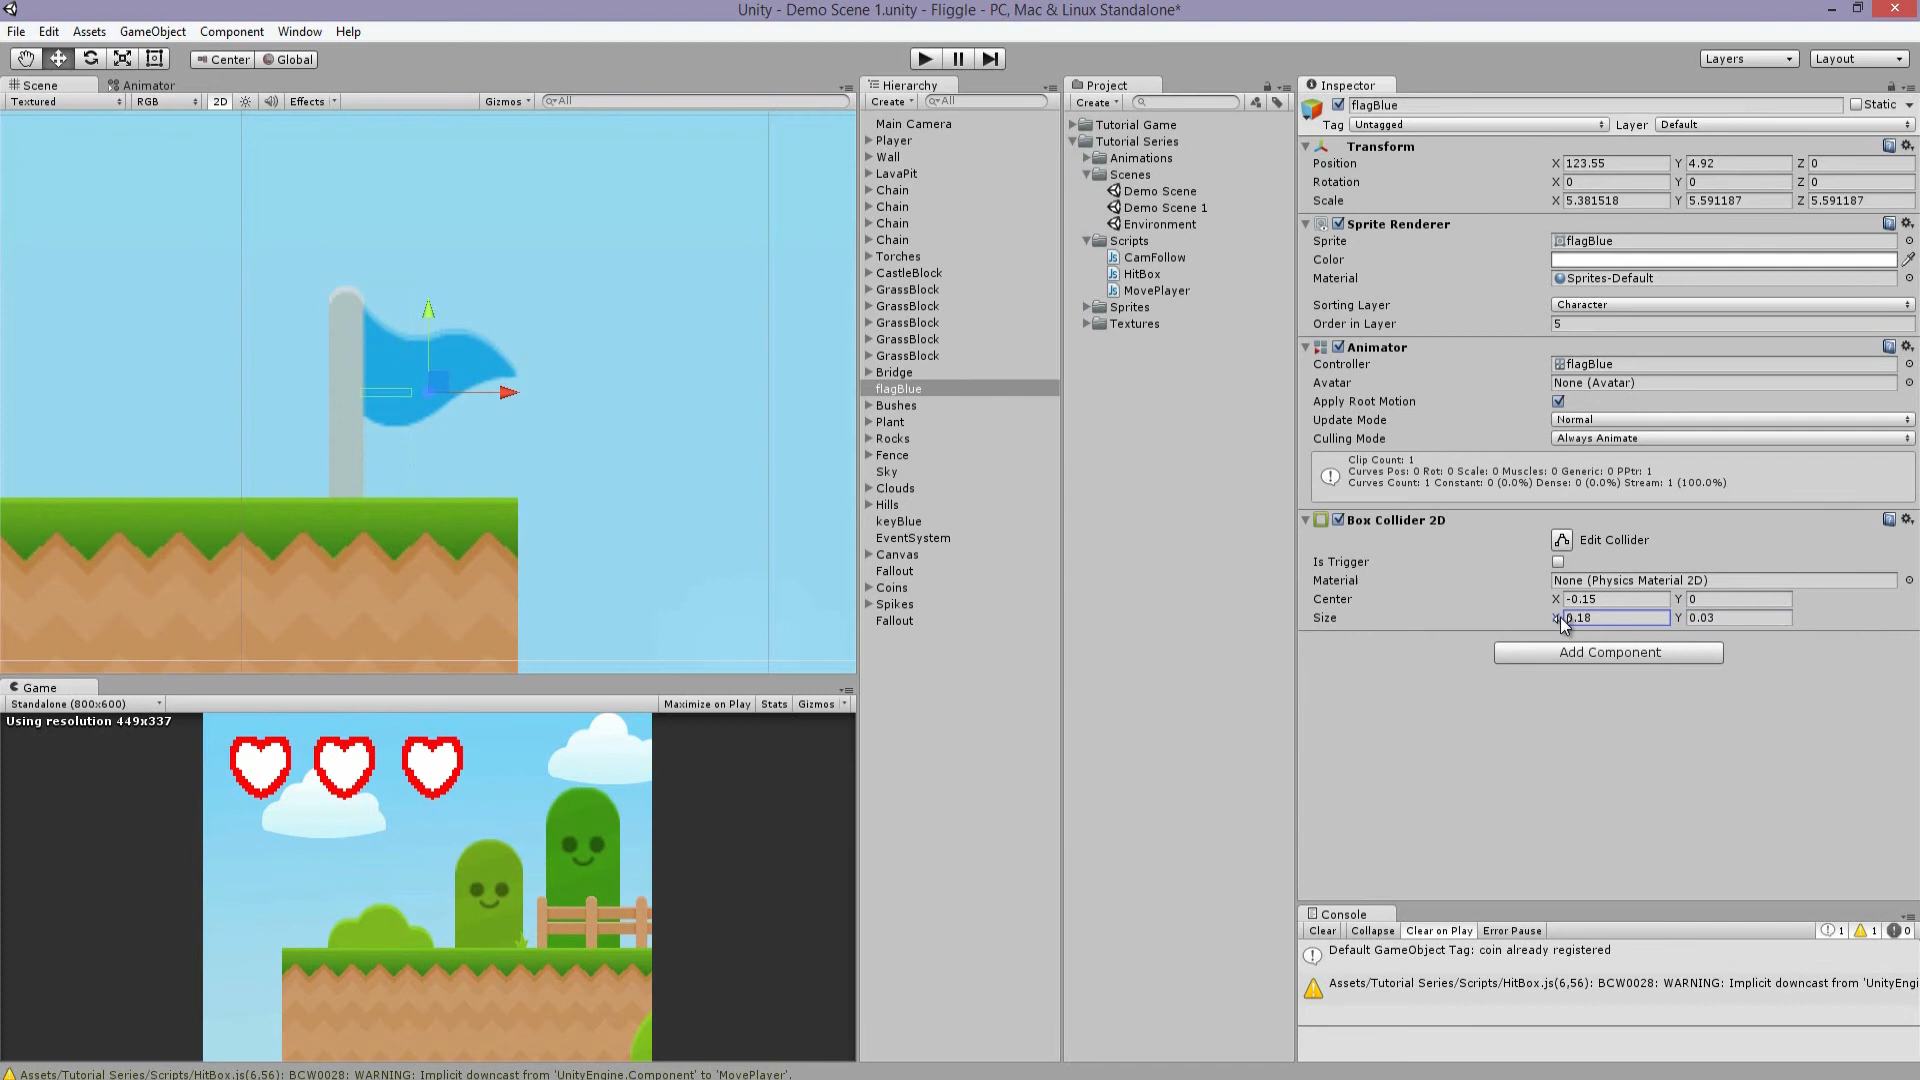 Unity - Demo Scene 1.unity - Fliggle - PC, Mac & Linux Standalone*
File Edit Assets GameObject Component Window Help
Center Global Layers Layout
Scene Animator
Textured RGB 2D Effects Gizmos All
Hierarchy
Create All
Main Camera
Player
Wall
LavaPit
Chain
Chain
Chain
Chain
Torches
CastleBlock
GrassBlock
GrassBlock
GrassBlock
GrassBlock
GrassBlock
Bridge
flagBlue
Bushes
Plant
Rocks
Fence
Sky
Clouds
Hills
keyBlue
EventSystem
Canvas
Fallout
Coins
Spikes
Fallout
Project
Create
Tutorial Game
Tutorial Series
Animations
Scenes
Demo Scene
Demo Scene 1
Environment
Scripts
Js CamFollow
Js HitBox
Js MovePlayer
Sprites
Textures
Inspector
flagBlue Static
Tag Untagged Layer Default
Transform
Position X 123.55 Y 4.92 Z 0
Rotation X 0 Y 0 Z 0
Scale X 5.381518 Y 5.591187 Z 5.591187
Sprite Renderer
Sprite flagBlue
Color
Material Sprites-Default
Sorting Layer Character
Order in Layer 5
Animator
Controller flagBlue
Avatar None (Avatar)
Apply Root Motion
Update Mode Normal
Culling Mode Always Animate
Clip Count: 1
Curves Pos: 0 Rot: 0 Scale: 0 Muscles: 0 Generic: 0 PPtr: 1
Curves Count: 1 Constant: 0 (0.0%) Dense: 0 (0.0%) Stream: 1 (100.0%)
Box Collider 2D
Edit Collider
Is Trigger
Material None (Physics Material 2D)
Center X -0.15 Y 0
Size X 0.18 Y 0.03
Add Component
Game
Standalone (800x600) Maximize on Play Stats Gizmos
Using resolution 449x337
Console
Clear Collapse Clear on Play Error Pause 1 1 0
Default GameObject Tag: coin already registered
Assets/Tutorial Series/Scripts/HitBox.js(6,56): BCW0028: WARNING: Implicit downcast from 'UnityEngi
Assets/Tutorial Series/Scripts/HitBox.js(6,56): BCW0028: WARNING: Implicit downcast from 'UnityEngine.Component' to 'MovePlayer'.